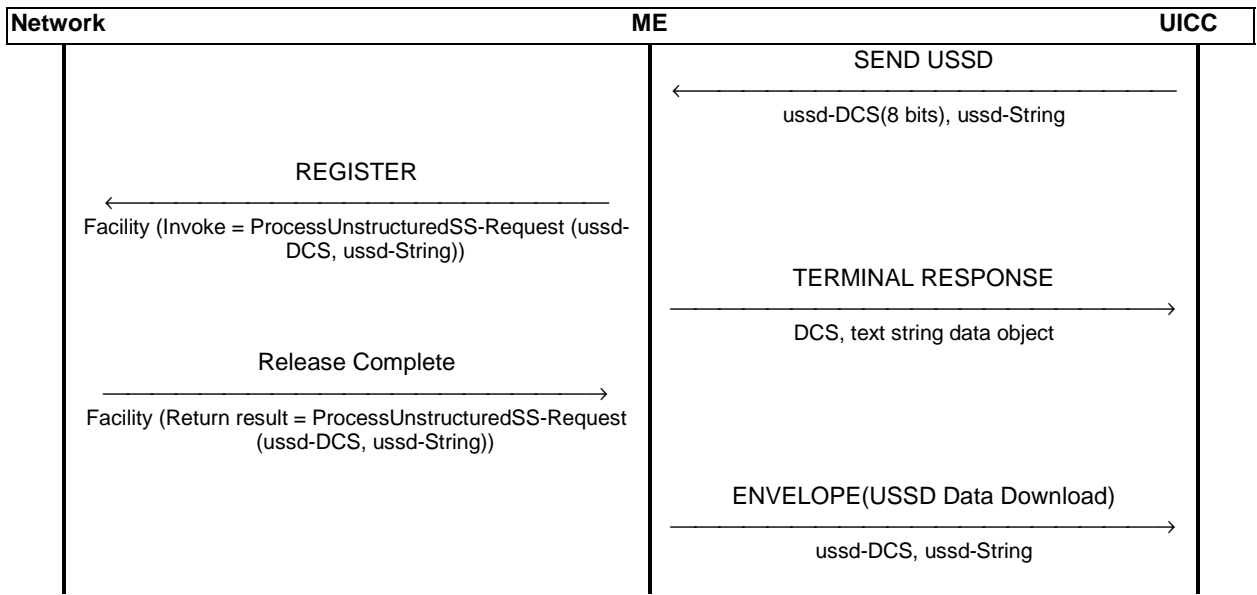 Network ME UICC
SEND USSD
ussd-DCS(8 bits), ussd-String
REGISTER
Facility (Invoke = ProcessUnstructuredSS-Request (ussd-
DCS, ussd-String))
TERMINAL RESPONSE
DCS, text string data object
Release Complete
Facility (Return result = ProcessUnstructuredSS-Request
(ussd-DCS, ussd-String))
ENVELOPE(USSD Data Download)
ussd-DCS, ussd-String